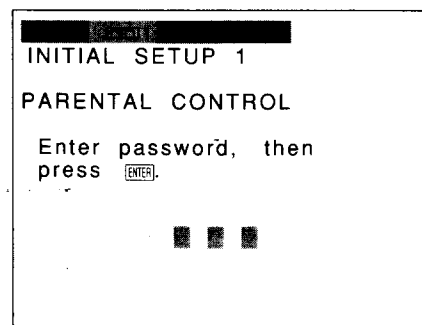 INITIAL SETUP 1
PARENTAL CONTROL
Enter password, then
press ENTER.